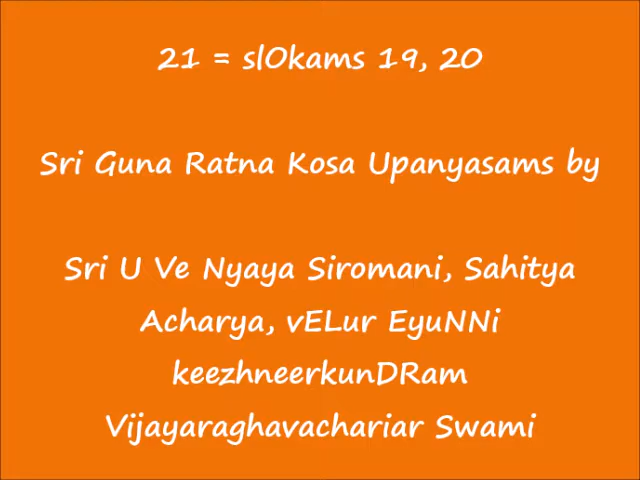 21 = slOkams 19, 20
Sri Guna Ratna Kosa Upanyasams by
Sri U Ve Nyaya Siromani, Sahitya
Acharya, vELur EyuNNi
keezhneerkunDRam
Vijayaraghavachariar Swami